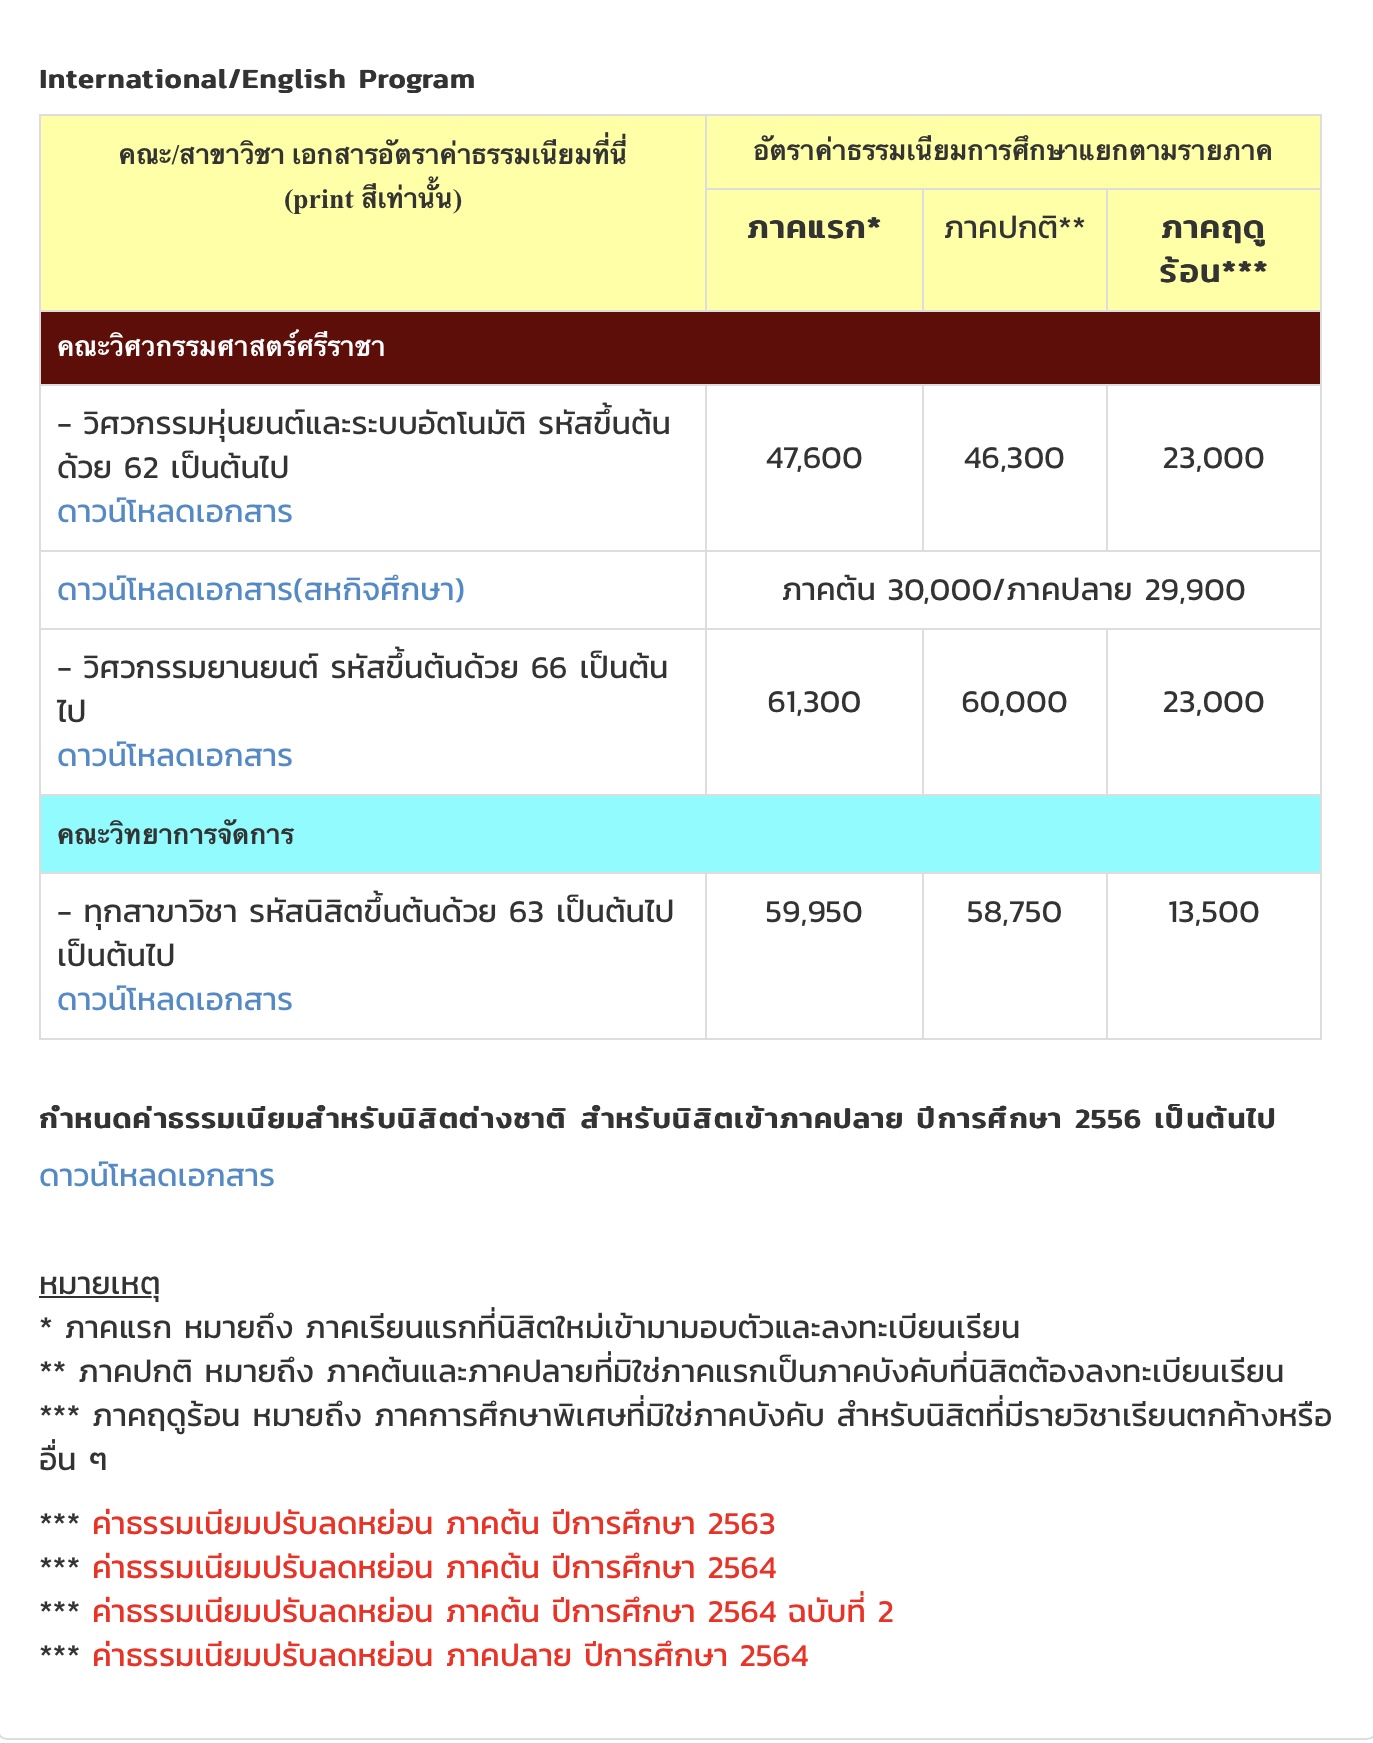 International/English Program
คณะ/สาขาวิชา เอกสารอัตราค่าธรรมเนียมที่นี่
(print สีเท่านั้น)
อัตราค่าธรรมเนียมการศึกษาแยกตามรายภาค
ภาคแรก*
ภาคปกติ**
ภาคฤดู
ร้อน***
คณะวิศวกรรมศาสตร์ศรีราชา
- วิศวกรรมหุ่นยนต์และระบบอัตโนมัติ รหัสขึ้นต้น
ด้วย 62 เป็นต้นไป
ดาวน์โหลดเอกสาร
47,600
46,300
23,000
ดาวน์โหลดเอกสาร(สหกิจศึกษา)
ภาคต้น 30,000/ภาคปลาย 29,900
- วิศวกรรมยานยนต์ รหัสขึ้นต้นด้วย 66 เป็นต้น
ไป
ดาวน์โหลดเอกสาร
61,300
60,000
23,000
คณะวิทยาการจัดการ
- ทุกสาขาวิชา รหัสนิสิตขึ้นต้นด้วย 63 เป็นต้นไป
เป็นต้นไป
ดาวน์โหลดเอกสาร
59,950
58,750
13,500
กำหนดค่าธรรมเนียมสำหรับนิสิตต่างชาติ สำหรับนิสิตเข้าภาคปลาย ปีการศึกษา 2556 เป็นต้นไป
ดาวน์โหลดเอกสาร
หมายเหตุ
* ภาคแรก หมายถึง ภาคเรียนแรกที่นิสิตใหม่เข้ามามอบตัวและลงทะเบียนเรียน
** ภาคปกติ หมายถึง ภาคต้นและภาคปลายที่มิใช่ภาคแรกเป็นภาคบังคับที่นิสิตต้องลงทะเบียนเรียน
*** ภาคฤดูร้อน หมายถึง ภาคการศึกษาพิเศษที่มิใช่ภาคบังคับ สำหรับนิสิตที่มีรายวิชาเรียนตกค้างหรือ
อื่น ๆ
*** ค่าธรรมเนียมปรับลดหย่อน ภาคต้น ปีการศึกษา 2563
*** ค่าธรรมเนียมปรับลดหย่อน ภาคต้น ปีการศึกษา 2564
*** ค่าธรรมเนียมปรับลดหย่อน ภาคต้น ปีการศึกษา 2564 ฉบับที่ 2
*** ค่าธรรมเนียมปรับลดหย่อน ภาคปลาย ปีการศึกษา 2564